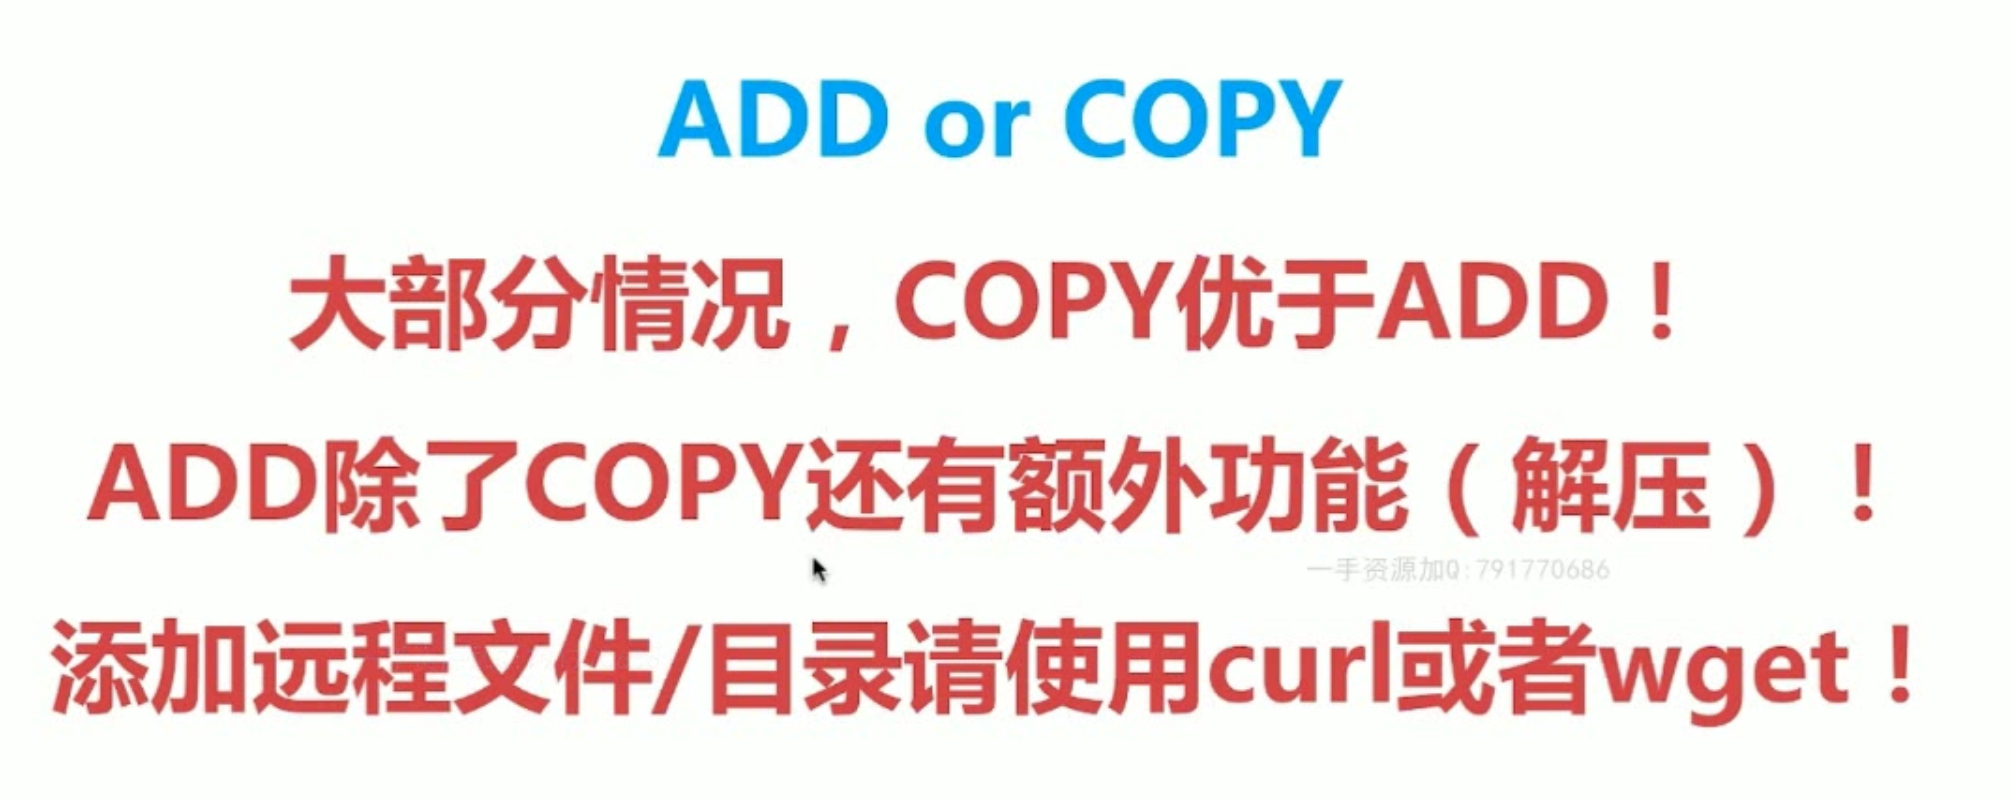 ADD or COPY
大部分情况，COPY优于ADD！
ADD除了COPY还有额外功能（解压）！
一手资源加Q:791770686
添加远程文件/目录请使用curl或者wget！